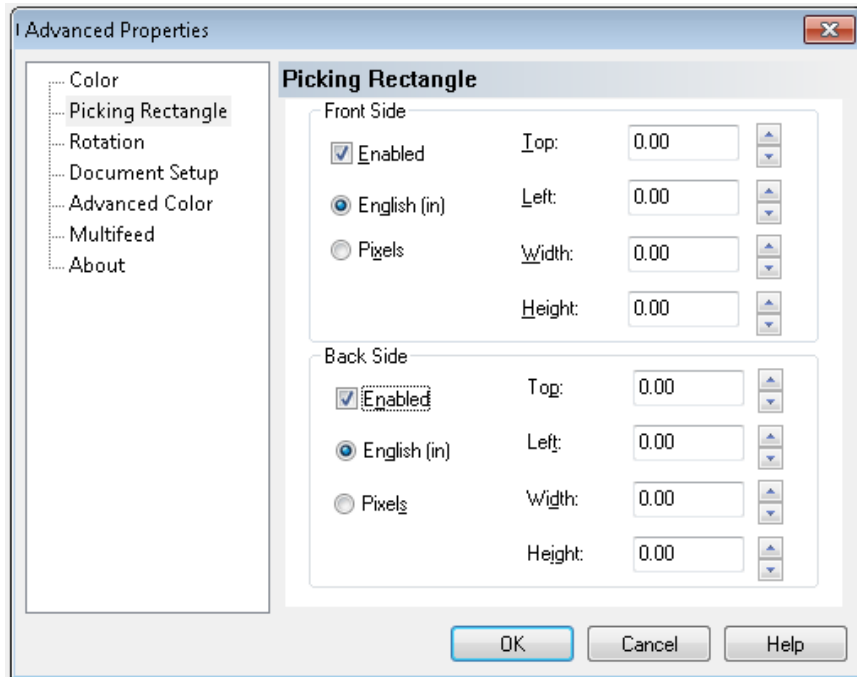 Advanced Properties
Color
Picking Rectangle
Rotation
Document Setup
Advanced Color
Multifeed
About
Picking Rectangle
Front Side
Enabled
English (in)
Pixels
Top: 0.00
Left: 0.00
Width: 0.00
Height: 0.00
Back Side
Enabled
English (in)
Pixels
Top: 0.00
Left: 0.00
Width: 0.00
Height: 0.00
OK Cancel Help